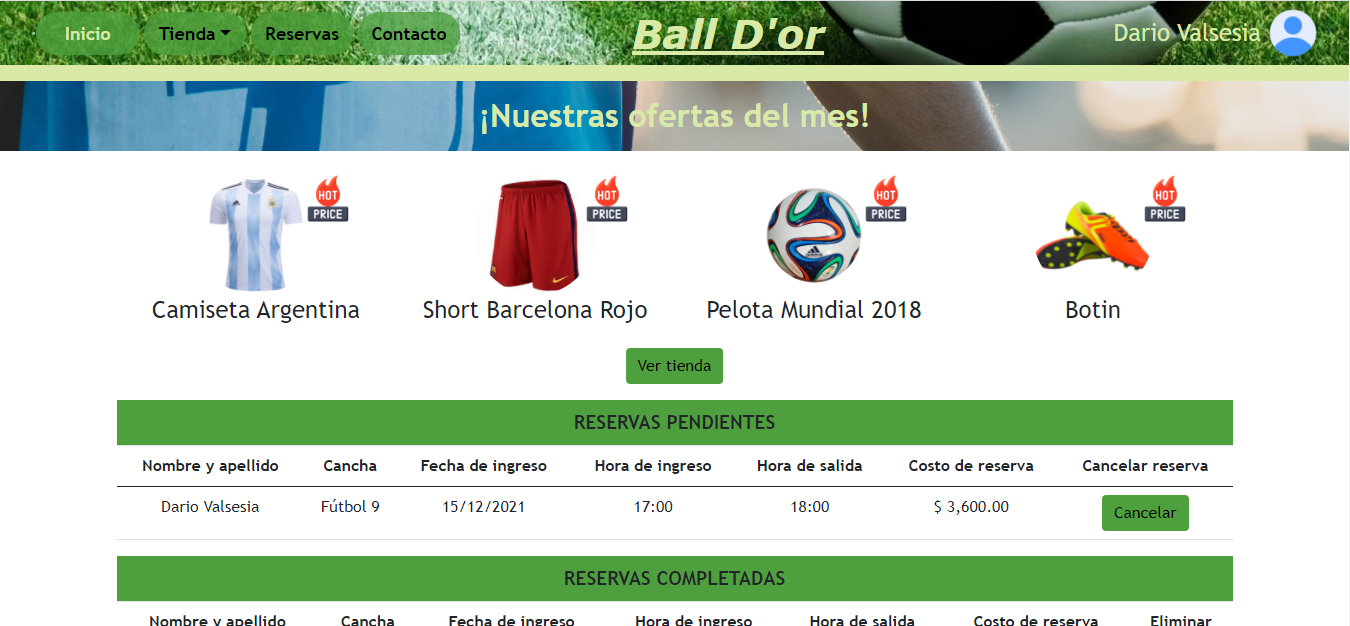 Inicio Tienda Reservas Contacto Ball D'or Dario Valsesia
¡Nuestras ofertas del mes!
HOT PRICE HOT PRICE HOT PRICE HOT PRICE
Camiseta Argentina Short Barcelona Rojo Pelota Mundial 2018 Botin
Ver tienda
RESERVAS PENDIENTES
Nombre y apellido Cancha Fecha de ingreso Hora de ingreso Hora de salida Costo de reserva Cancelar reserva
Dario Valsesia Fútbol 9 15/12/2021 17:00 18:00 $ 3,600.00 Cancelar
RESERVAS COMPLETADAS
Nombre y apellido Cancha Fecha de ingreso Hora de ingreso Hora de salida Costo de reserva Eliminar